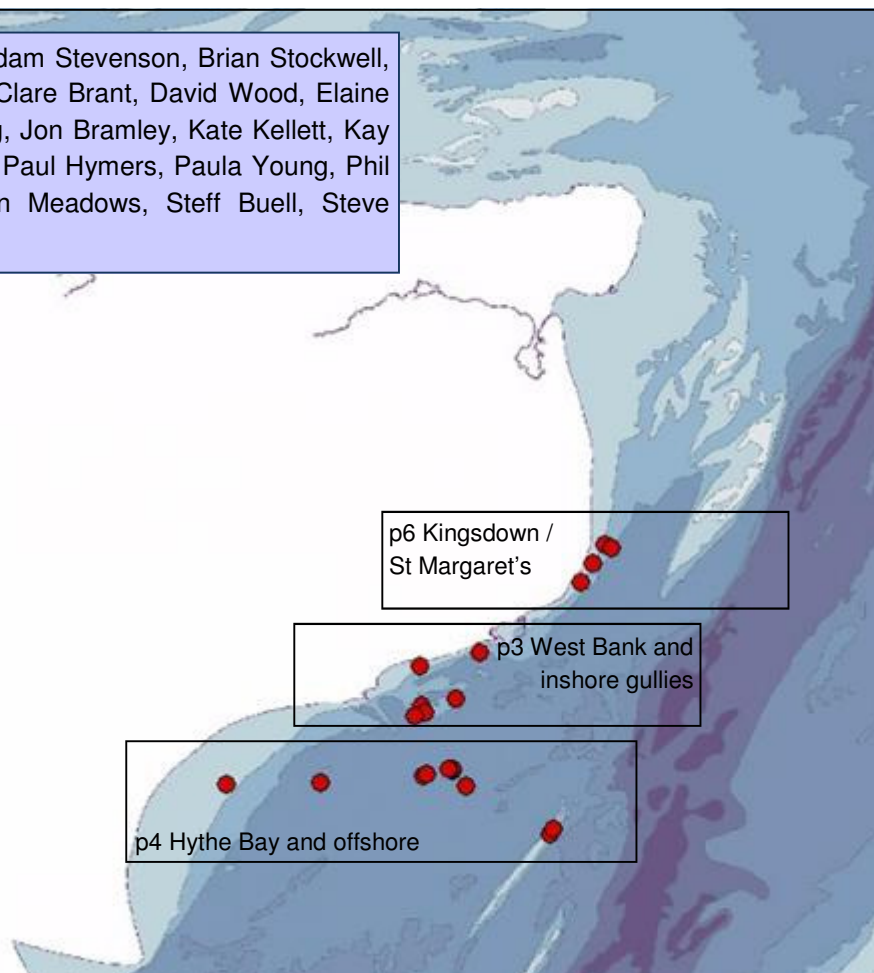 dam Stevenson, Brian Stockwell,
Clare Brant, David Wood, Elaine
, Jon Bramley, Kate Kellett, Kay
Paul Hymers, Paula Young, Phil
n Meadows, Steff Buell, Steve
p6 Kingsdown /
St Margaret's
p3 West Bank and
inshore gullies
p4 Hythe Bay and offshore